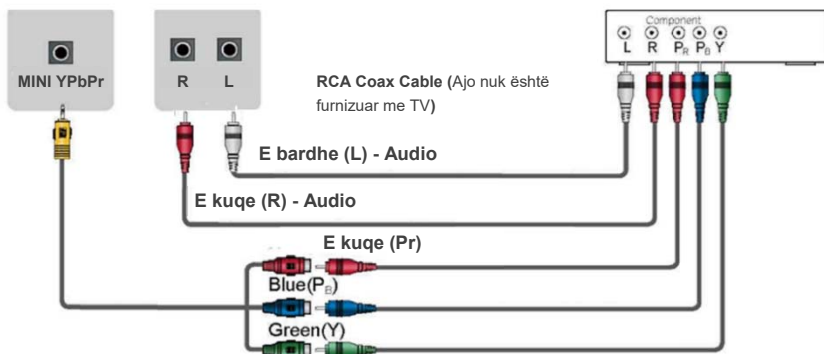 Component
L R PR PB Y
MINI YPbPr
R L
RCA Coax Cable (Ajo nuk është
furnizuar me TV)
E bardhe (L) - Audio
E kuqe (R) - Audio
E kuqe (Pr)
Blue(PB)
Green(Y)